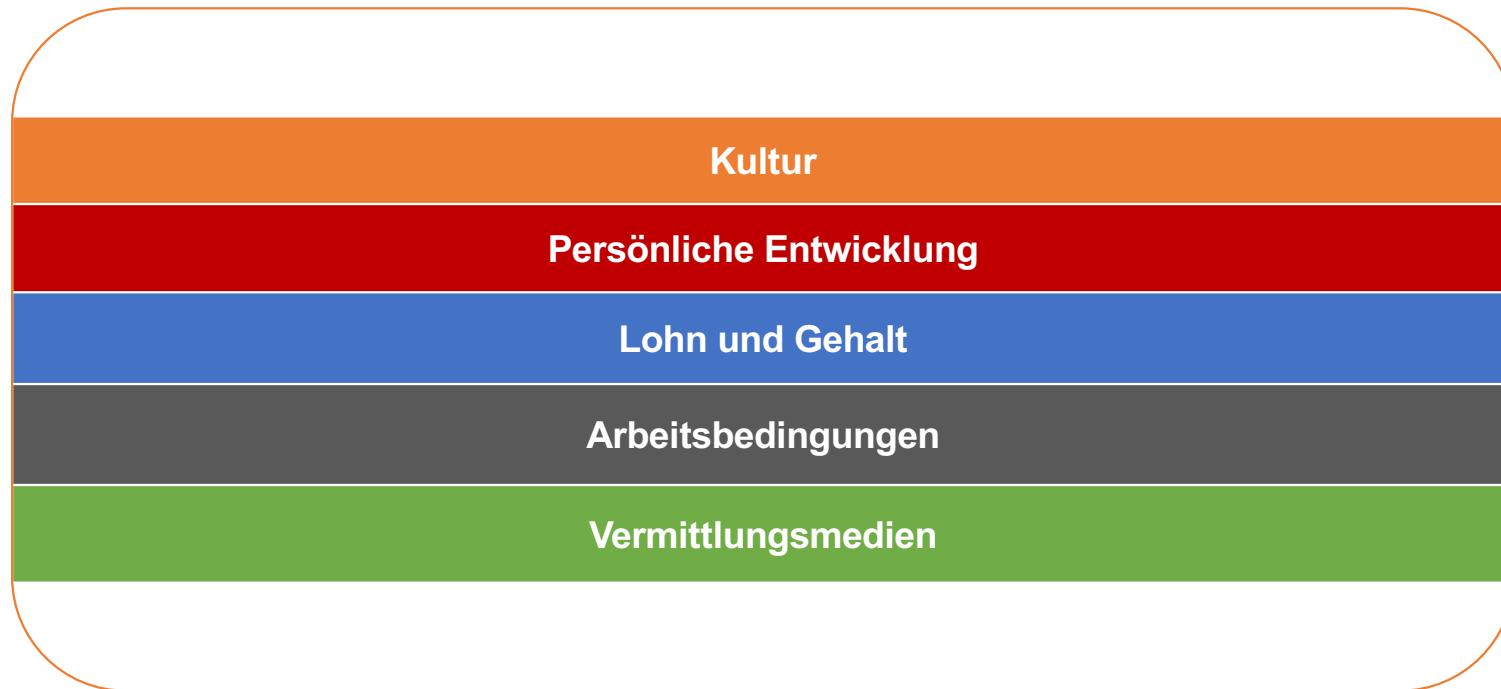 Kultur
Persönliche Entwicklung
Lohn und Gehalt
Arbeitsbedingungen
Vermittlungsmedien